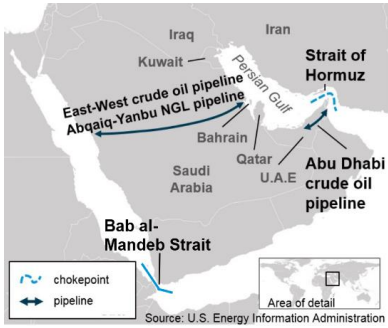 Iraq
Iran
Kuwait
Persian Gulf
Strait of
Hormuz
East-West crude oil pipeline
Abqaiq-Yanbu NGL pipeline
Bahrain
Qatar
U.A.E
Saudi
Arabia
Abu Dhabi
crude oil
pipeline
Bab al-
Mandeb Strait
chokepoint
pipeline
Area of detail
Source: U.S. Energy Information Administration